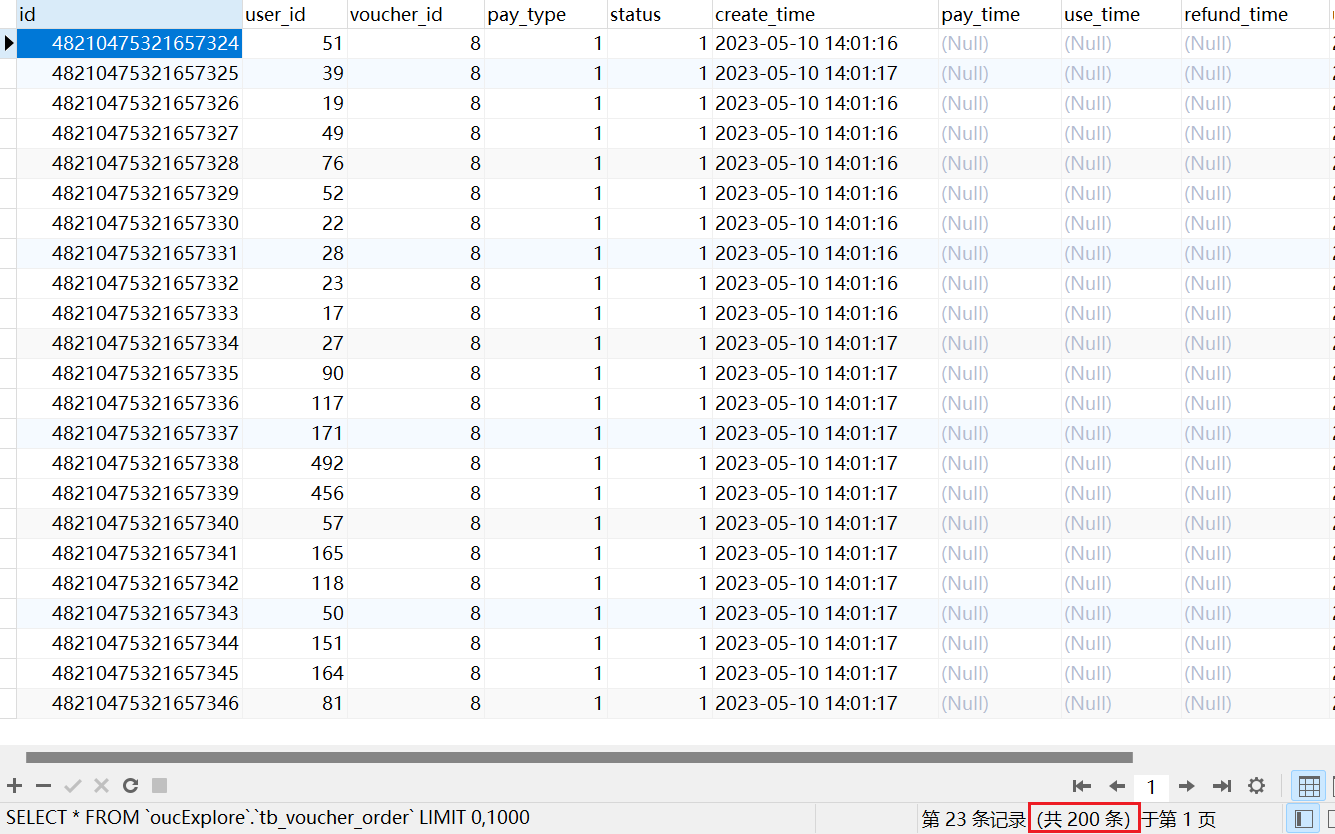 id user_id voucher_id pay_type status create_time pay_time use_time refund_time
48210475321657324 51 8 1 1 2023-05-10 14:01:16 (Null) (Null) (Null)
48210475321657325 39 8 1 1 2023-05-10 14:01:17 (Null) (Null) (Null)
48210475321657326 19 8 1 1 2023-05-10 14:01:16 (Null) (Null) (Null)
48210475321657327 49 8 1 1 2023-05-10 14:01:16 (Null) (Null) (Null)
48210475321657328 76 8 1 1 2023-05-10 14:01:16 (Null) (Null) (Null)
48210475321657329 52 8 1 1 2023-05-10 14:01:16 (Null) (Null) (Null)
48210475321657330 22 8 1 1 2023-05-10 14:01:16 (Null) (Null) (Null)
48210475321657331 28 8 1 1 2023-05-10 14:01:16 (Null) (Null) (Null)
48210475321657332 23 8 1 1 2023-05-10 14:01:16 (Null) (Null) (Null)
48210475321657333 17 8 1 1 2023-05-10 14:01:16 (Null) (Null) (Null)
48210475321657334 27 8 1 1 2023-05-10 14:01:17 (Null) (Null) (Null)
48210475321657335 90 8 1 1 2023-05-10 14:01:17 (Null) (Null) (Null)
48210475321657336 117 8 1 1 2023-05-10 14:01:17 (Null) (Null) (Null)
48210475321657337 171 8 1 1 2023-05-10 14:01:17 (Null) (Null) (Null)
48210475321657338 492 8 1 1 2023-05-10 14:01:17 (Null) (Null) (Null)
48210475321657339 456 8 1 1 2023-05-10 14:01:17 (Null) (Null) (Null)
48210475321657340 57 8 1 1 2023-05-10 14:01:17 (Null) (Null) (Null)
48210475321657341 165 8 1 1 2023-05-10 14:01:17 (Null) (Null) (Null)
48210475321657342 118 8 1 1 2023-05-10 14:01:17 (Null) (Null) (Null)
48210475321657343 50 8 1 1 2023-05-10 14:01:17 (Null) (Null) (Null)
48210475321657344 151 8 1 1 2023-05-10 14:01:17 (Null) (Null) (Null)
48210475321657345 164 8 1 1 2023-05-10 14:01:17 (Null) (Null) (Null)
48210475321657346 81 8 1 1 2023-05-10 14:01:17 (Null) (Null) (Null)
1
SELECT * FROM `oucExplore`.`tb_voucher_order` LIMIT 0,1000 第 23 条记录 (共 200 条) 于第 1 页